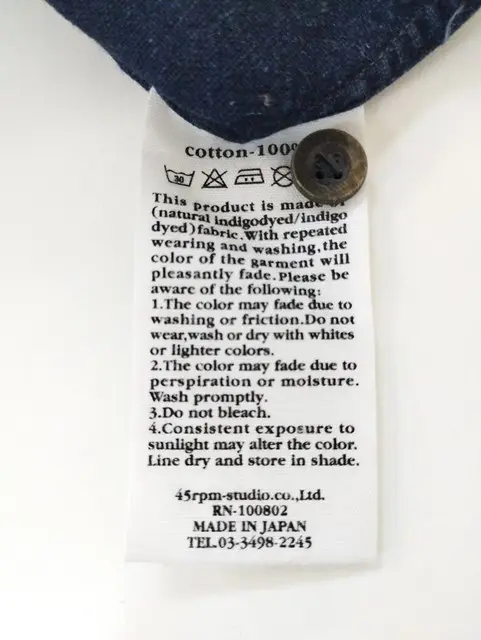 cotton-100%
30
This product is made of
(natural indigodyed/indigo
dyed)fabric.With repeated
wearing and washing,the
color of the garment will
pleasantly fade.Please be
aware of the following:
1.The color may fade due to
washing or friction.Do not
wear,wash or dry with whites
or lighter colors.
2.The color may fade due to
perspiration or moisture.
Wash promptly.
3.Do not bleach.
4.Consistent exposure to
sunlight may alter the color.
Line dry and store in shade.
45rpm-studio.co.,Ltd.
RN-100802
MADE IN JAPAN
TEL.03-3498-2245